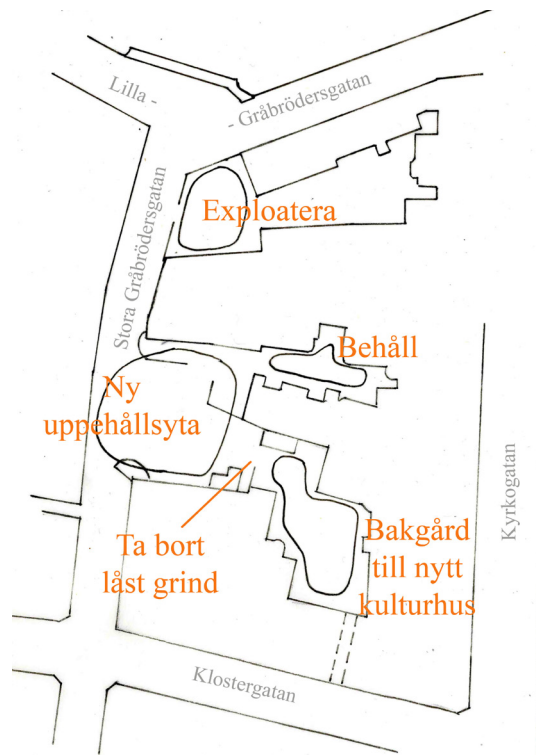 Lilla -
- Gråbrödersgatan
Exploatera
Stora Gråbrödersgatan
Behåll
Ny
uppehållsyta
Kyrkogatan
Ta bort
låst grind
Bakgård
till nytt
kulturhus
Klostergatan